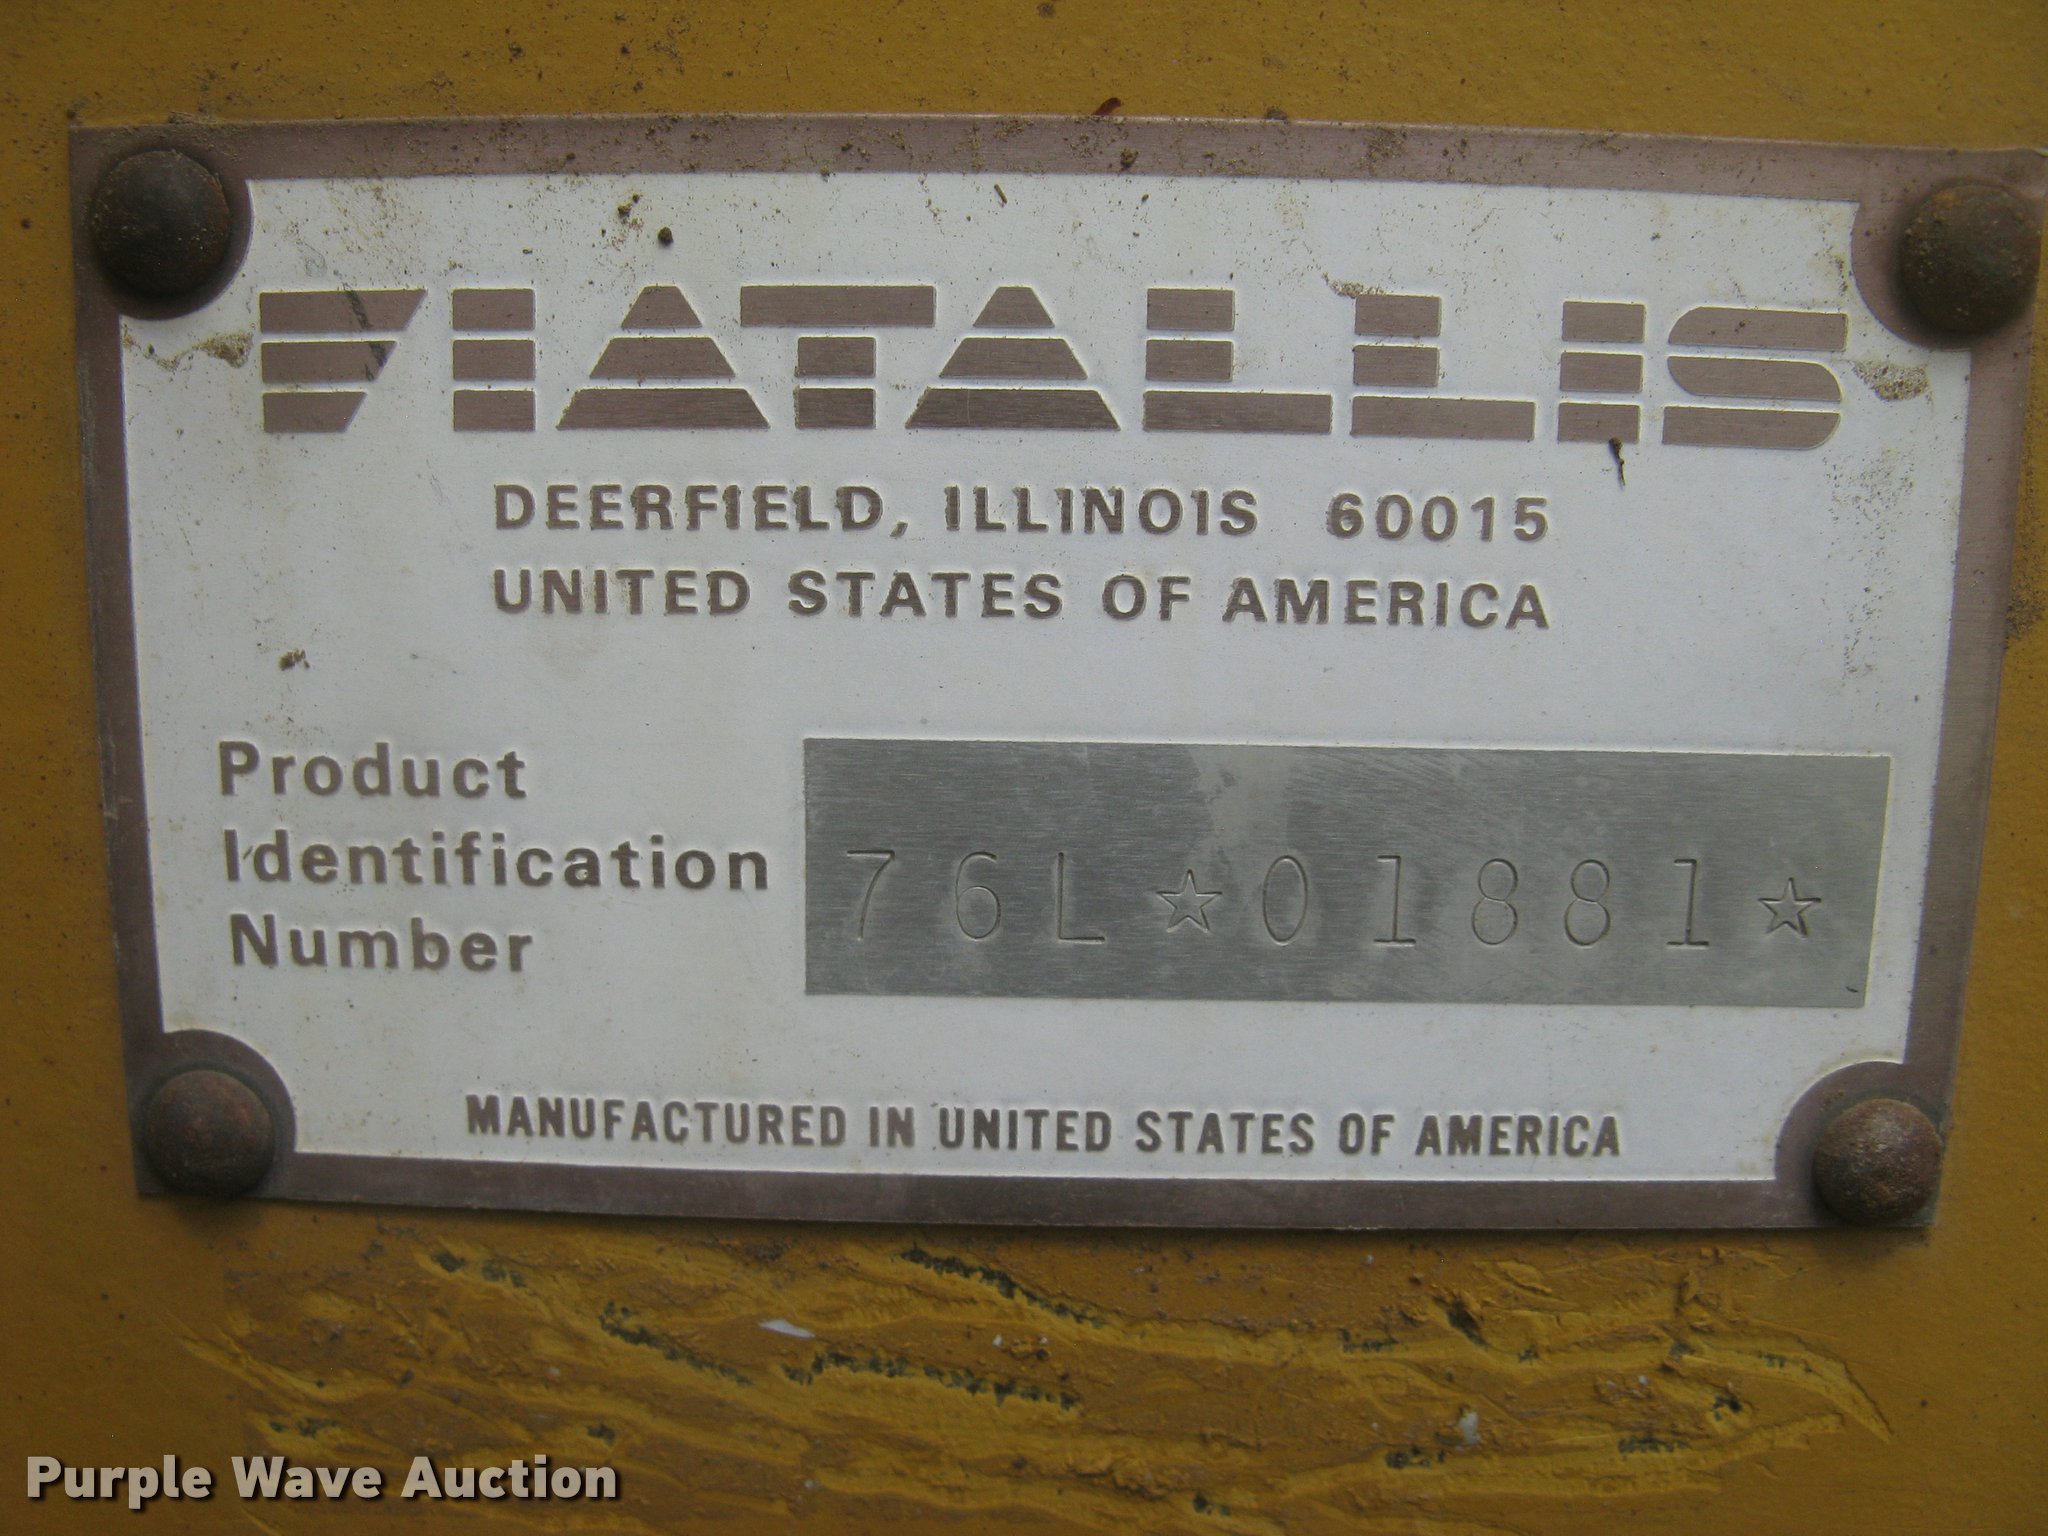 FIATALLIS
DEERFIELD, ILLINOIS 60015
UNITED STATES OF AMERICA
Product
Identification
Number
76L☆01881☆
MANUFACTURED IN UNITED STATES OF AMERICA
Purple Wave Auction